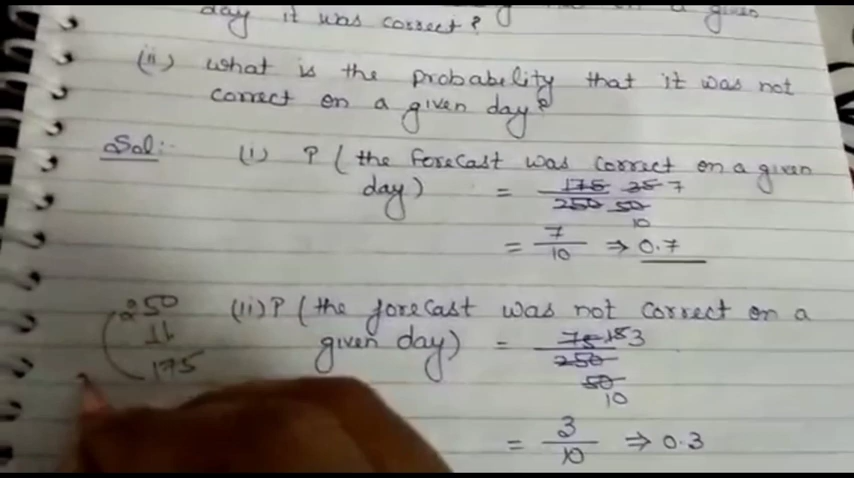 day it was correct?
(ii) what is the probability that it was not
correct on a given day?
Sol:- (i) P (the forecast was correct on a given
day) = 175 35 7
250 50
10
= 7/10 ⇒ 0.7
250 (ii) P (the forecast was not correct on a
given day) = 75 15 3
175 250
50
10
= 3/10 ⇒ 0.3